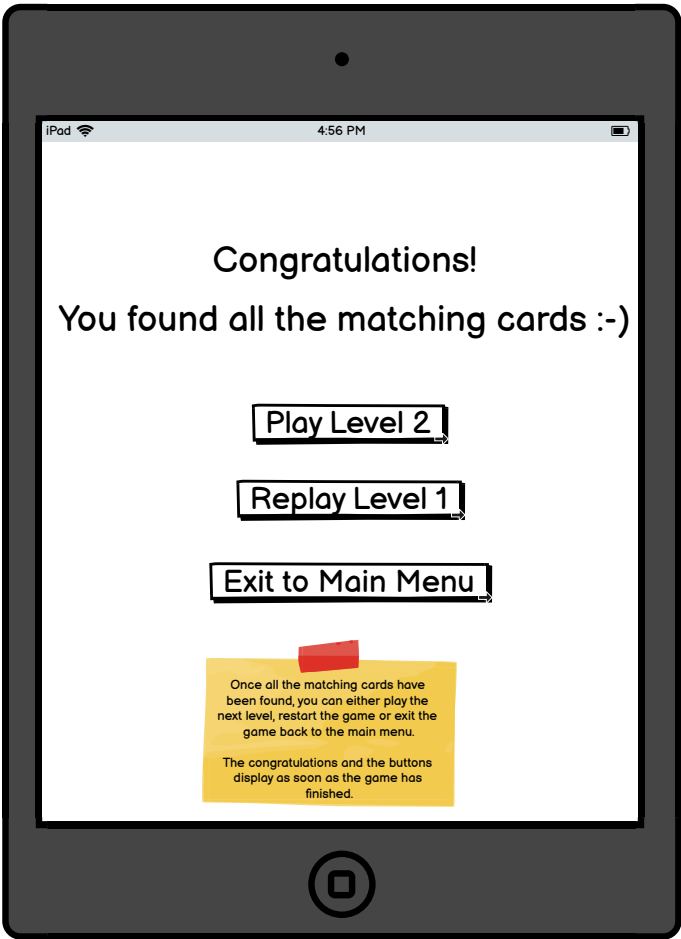 iPad 4:56 PM
Congratulations!
You found all the matching cards :-)
Play Level 2
Replay Level 1
Exit to Main Menu
Once all the matching cards have
been found, you can either play the
next level, restart the game or exit the
game back to the main menu.
The congratulations and the buttons
display as soon as the game has
finished.